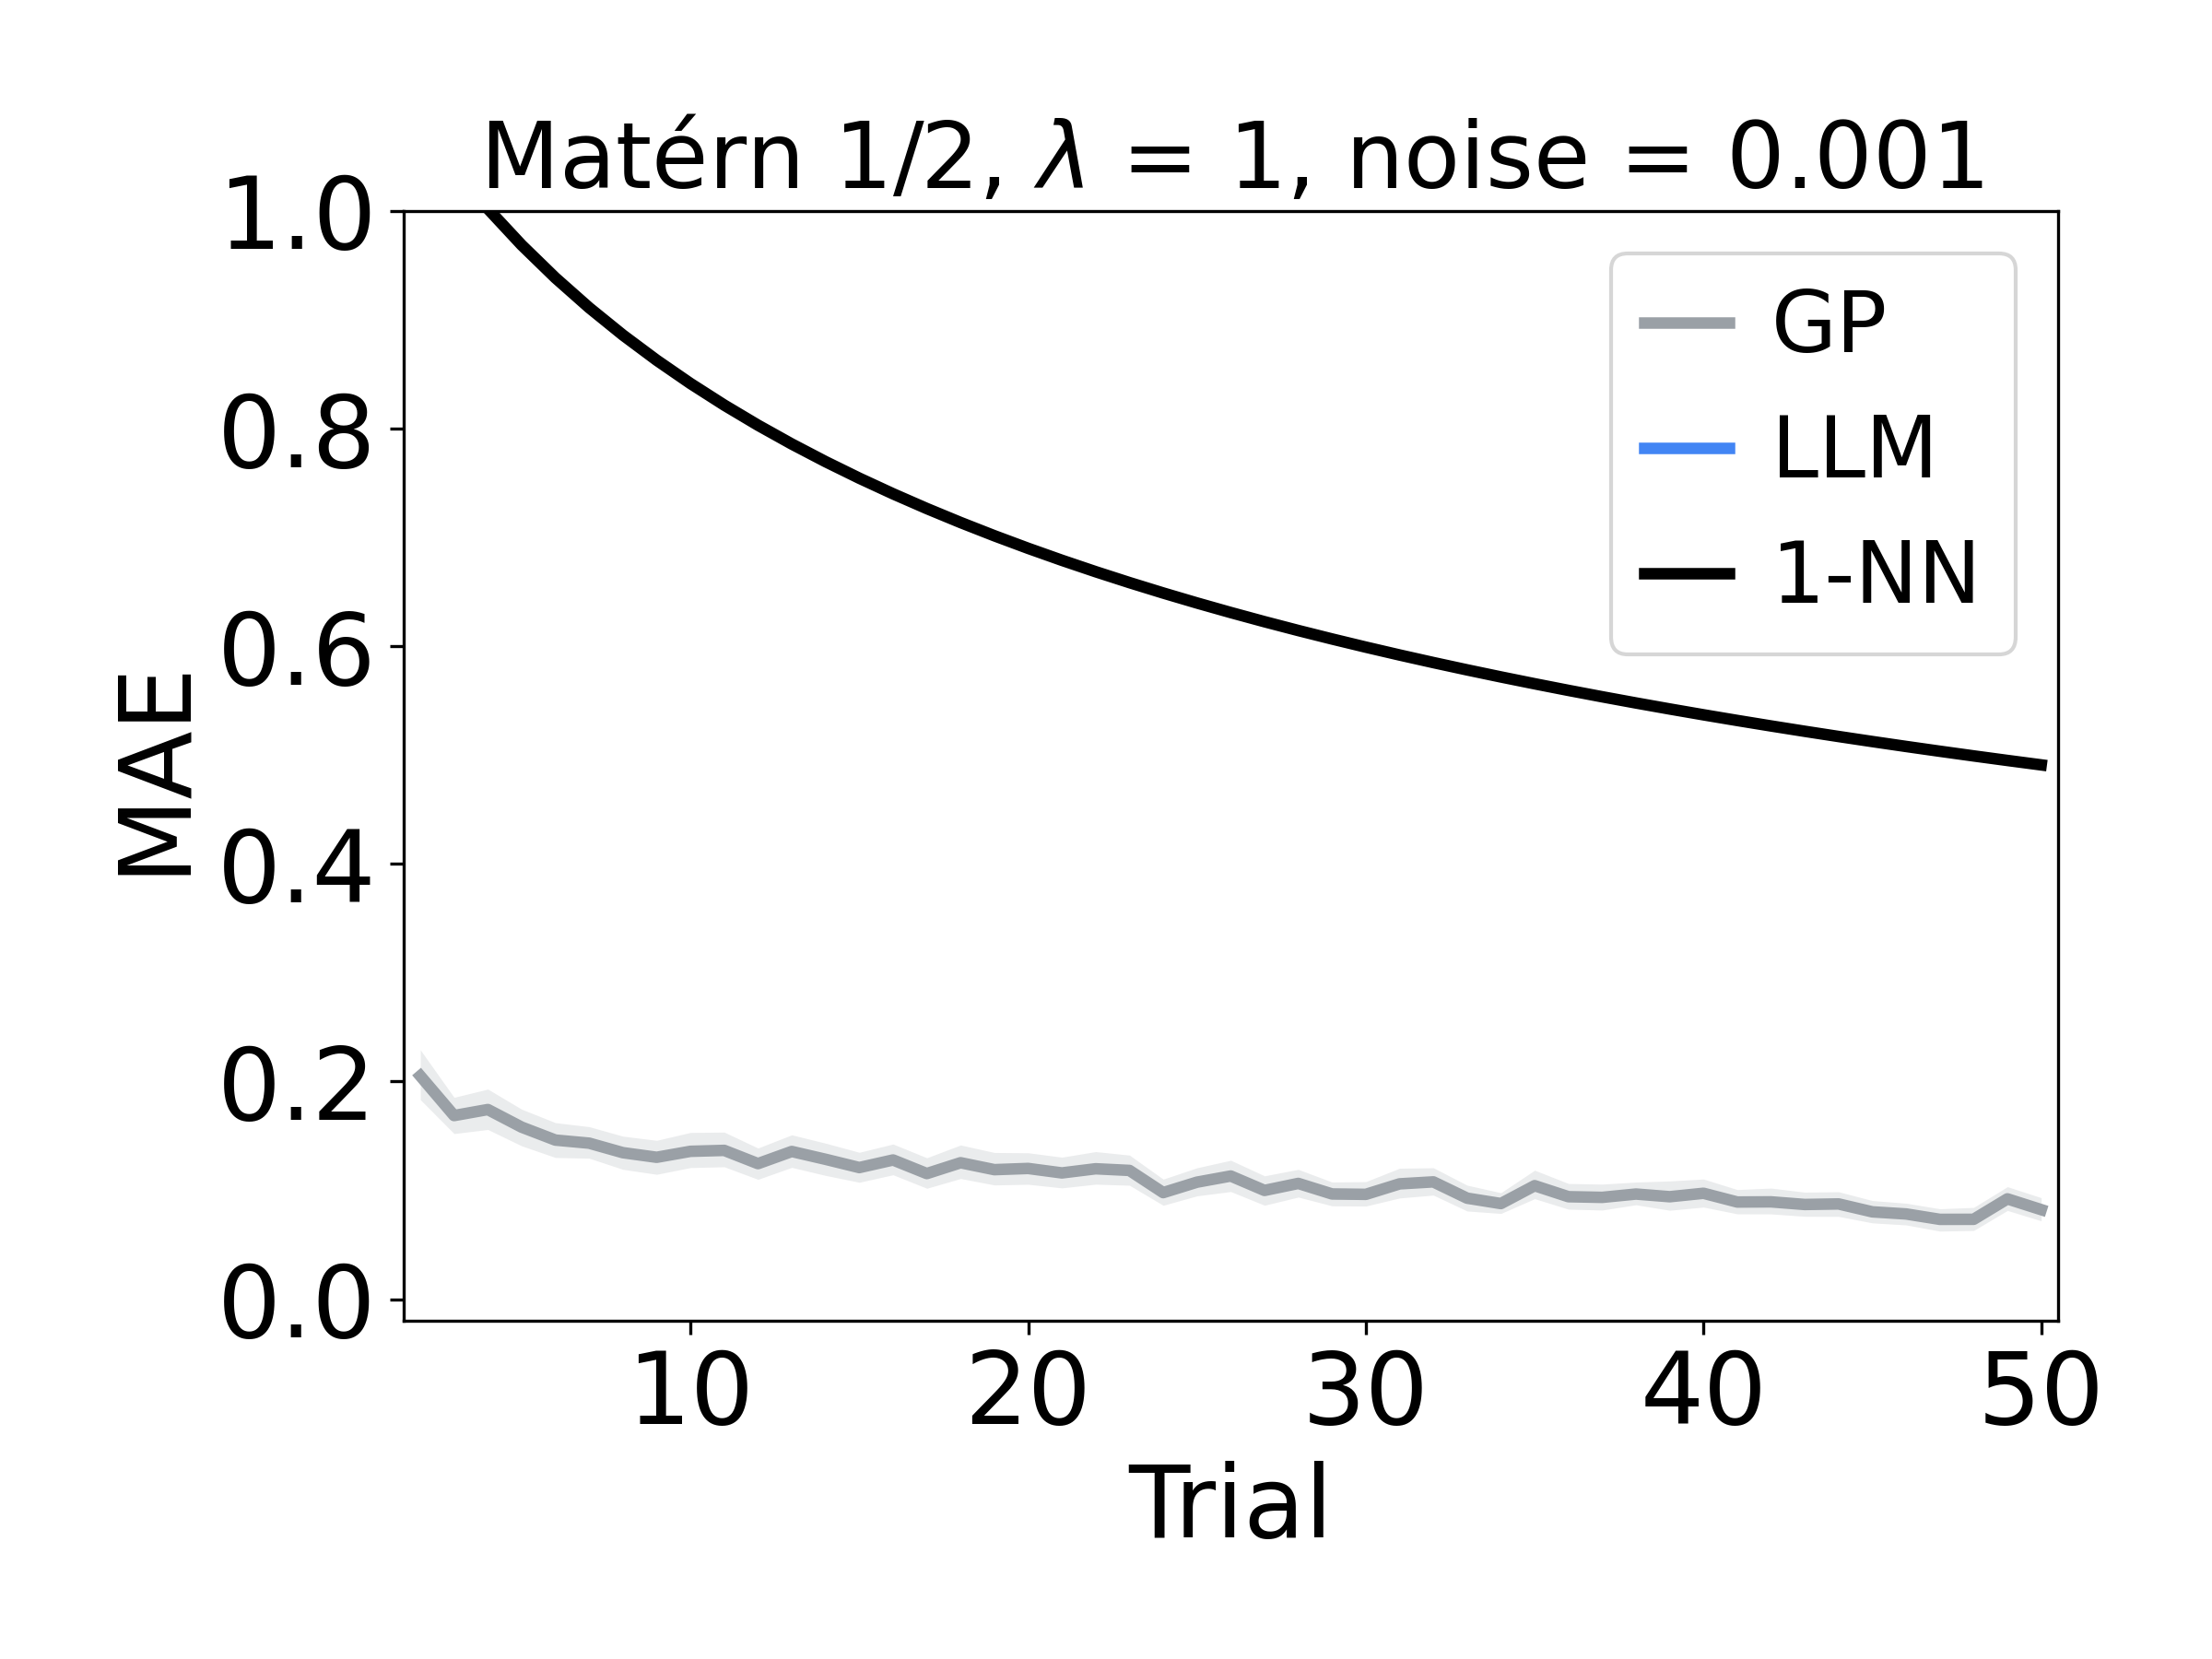 Matérn 1/2, λ = 1, noise = 0.001
1.0
0.8
0.6
0.4
0.2
0.0
MAE
GP
LLM
1-NN
10 20 30 40 50
Trial